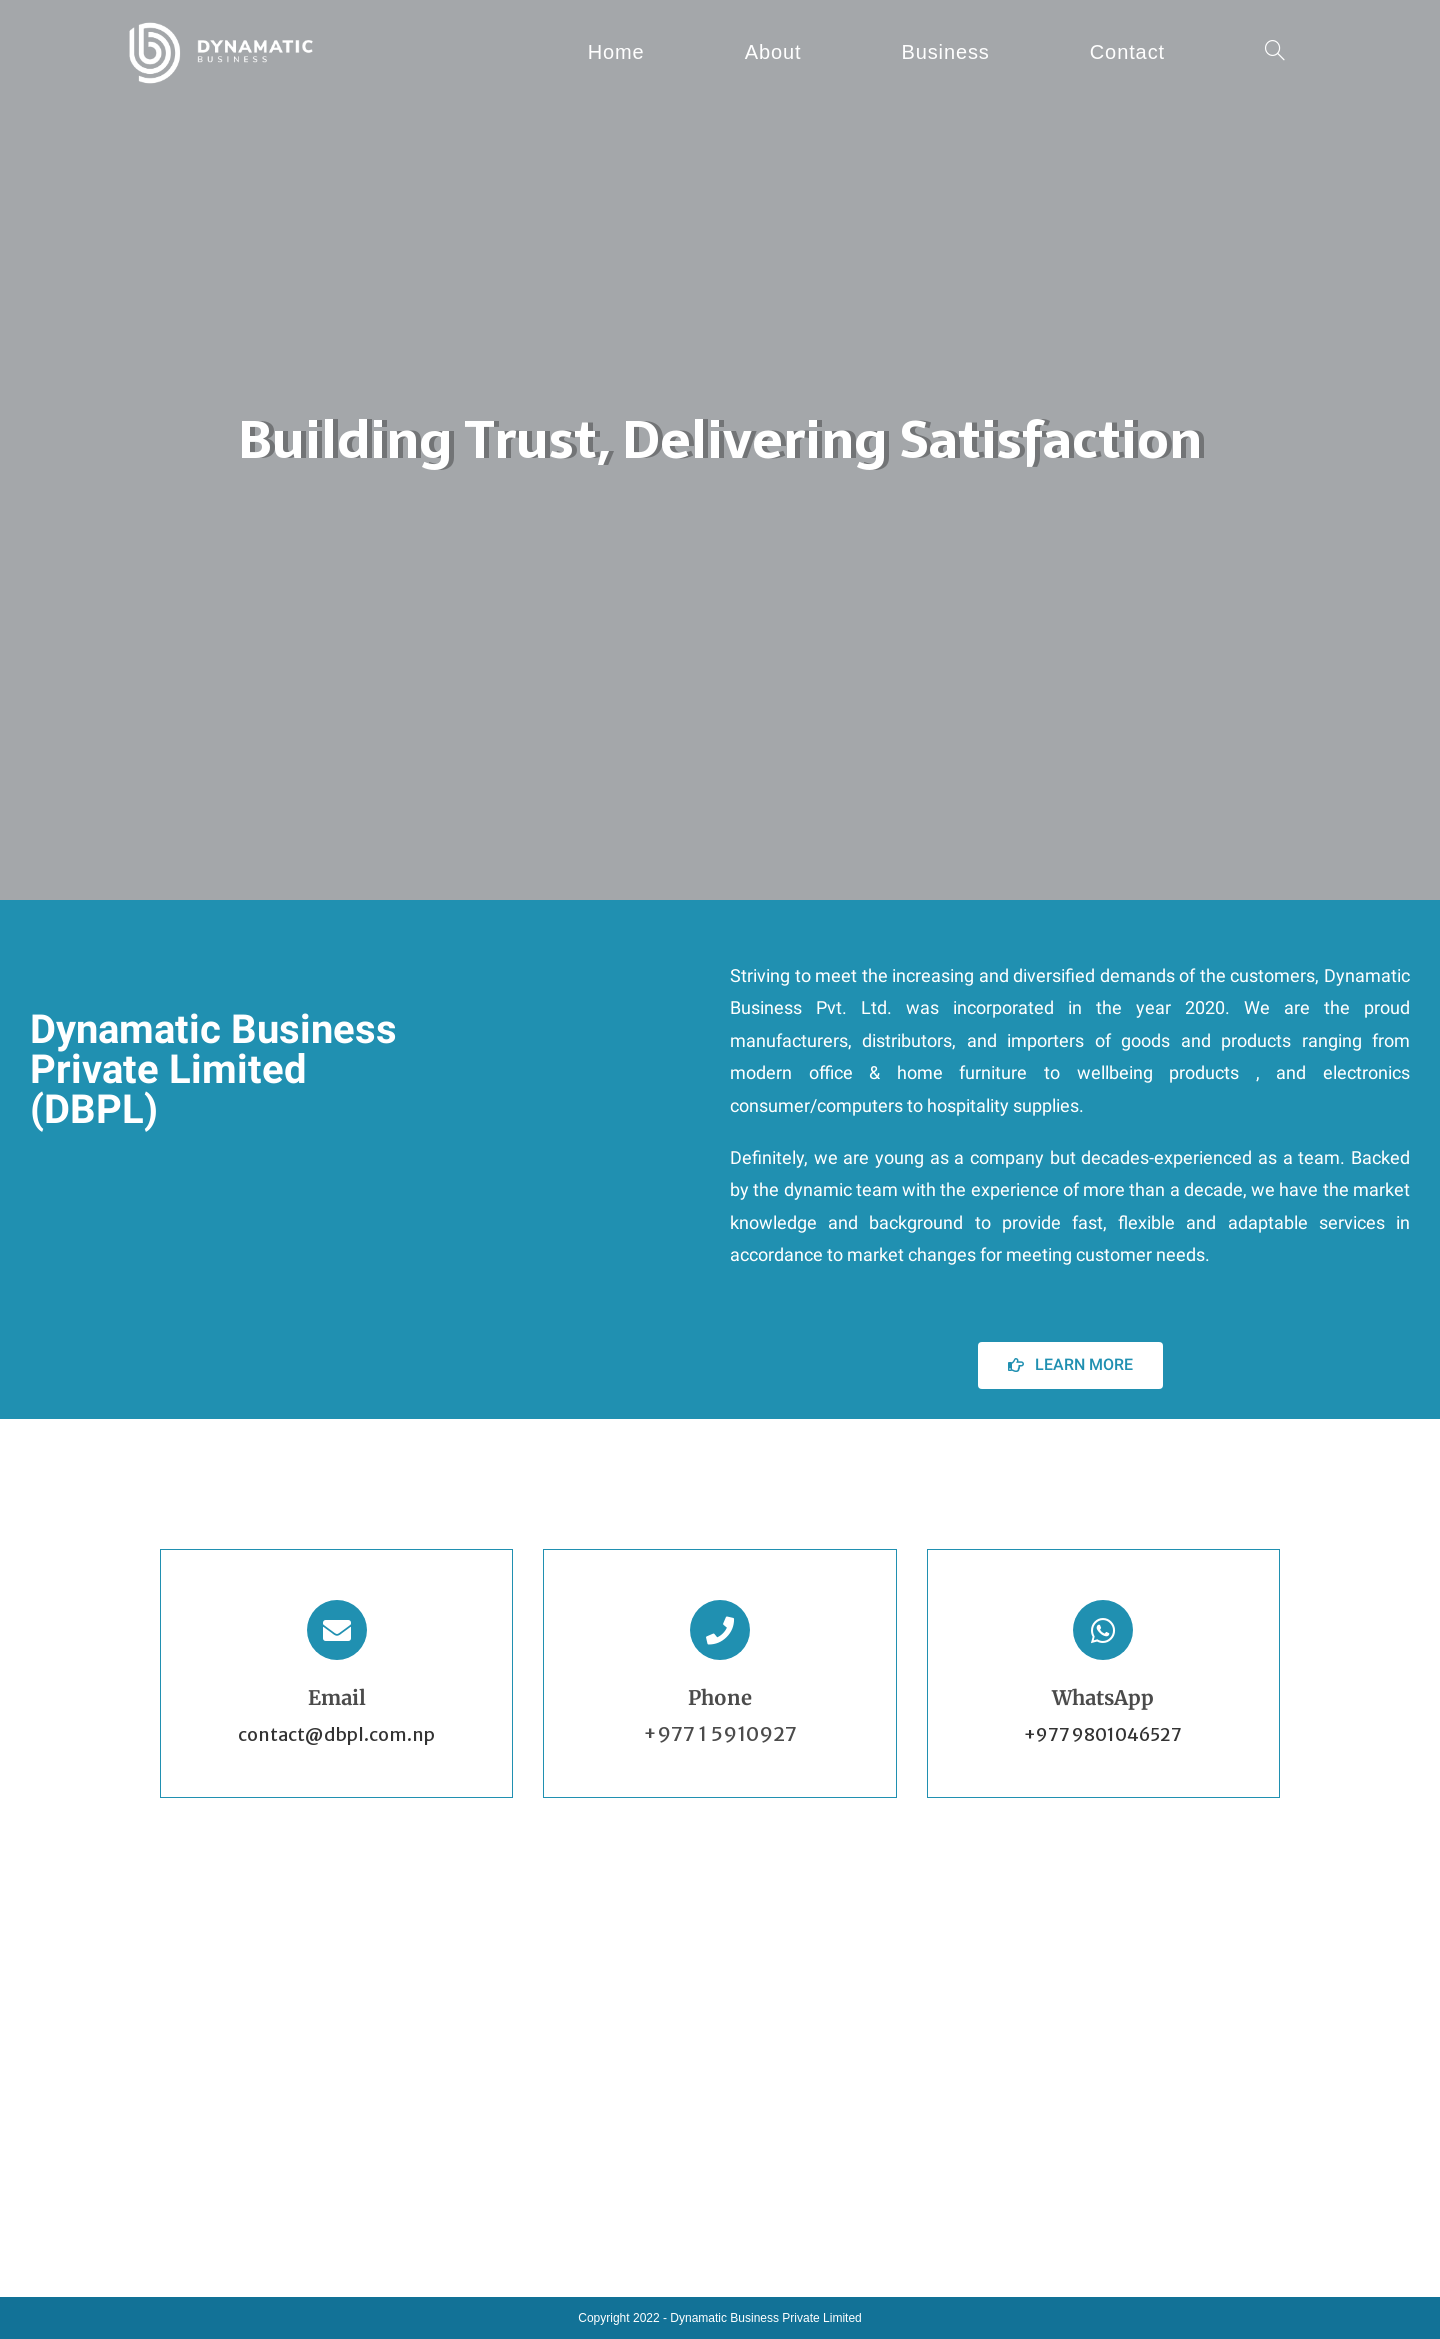 DYNAMATIC
BUSINESS
Home
About
Business
Contact
Building Trust, Delivering Satisfaction
Dynamatic Business
Private Limited
(DBPL)
Striving to meet the increasing and diversified demands of the customers, Dynamatic
Business Pvt. Ltd. was incorporated in the year 2020. We are the proud
manufacturers, distributors, and importers of goods and products ranging from
modern office & home furniture to wellbeing products , and electronics
consumer/computers to hospitality supplies.
Definitely, we are young as a company but decades-experienced as a team. Backed
by the dynamic team with the experience of more than a decade, we have the market
knowledge and background to provide fast, flexible and adaptable services in
accordance to market changes for meeting customer needs.
LEARN MORE
Email
contact@dbpl.com.np
Phone
+977 1 5910927
WhatsApp
+977 9801046527
Copyright 2022 - Dynamatic Business Private Limited